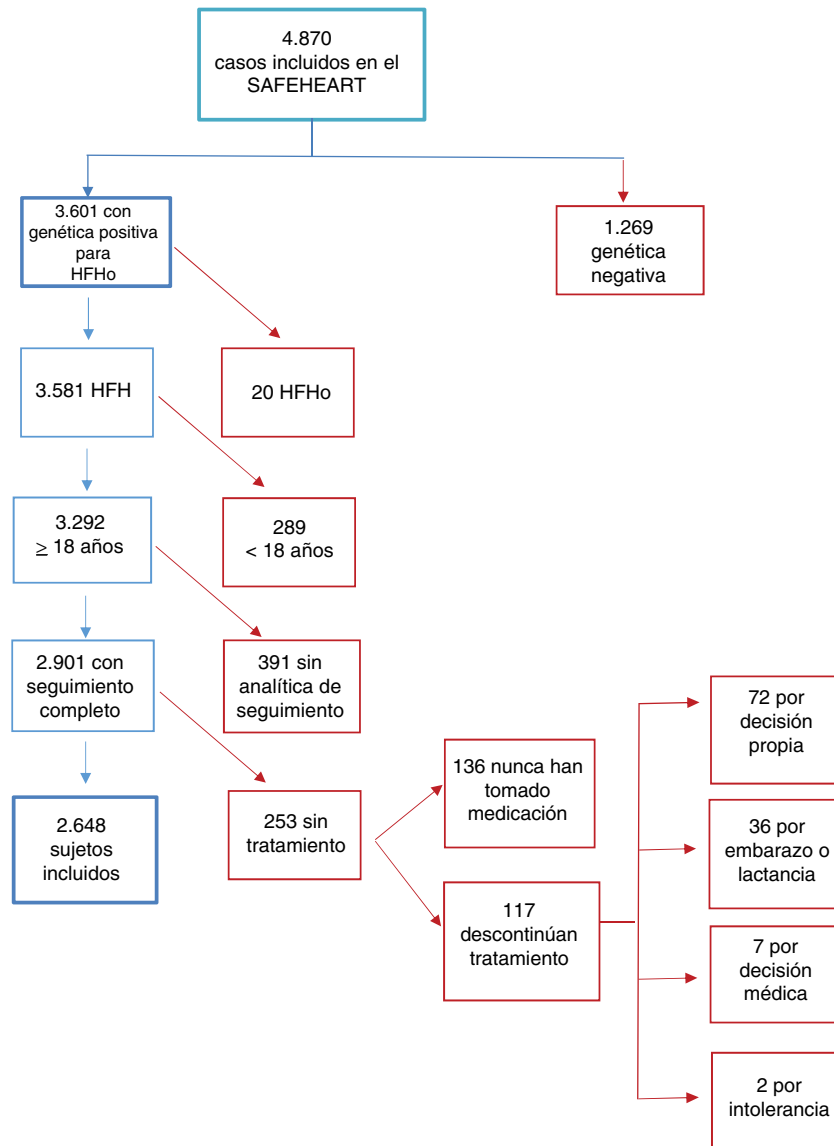 4.870
casos incluidos en el
SAFEHEART
3.601 con
genética positiva
para
HFHo
1.269
genética
negativa
3.581 HFH
20 HFHo
3.292
≥ 18 años
289
< 18 años
2.901 con
seguimiento
completo
391 sin
analítica de
seguimiento
2.648
sujetos
incluidos
253 sin
tratamiento
136 nunca han
tomado
medicación
117
descontinúan
tratamiento
72 por
decisión
propia
36 por
embarazo o
lactancia
7 por
decisión
médica
2 por
intolerancia